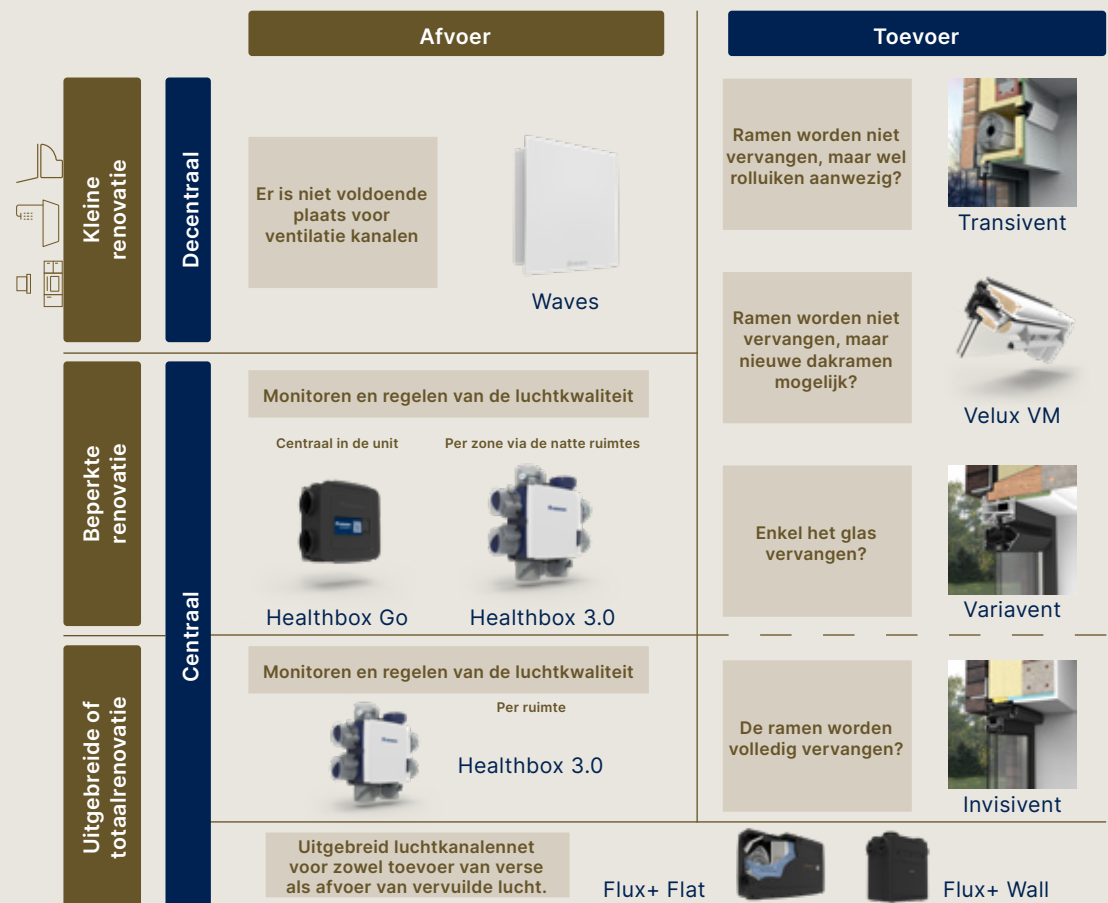 Afvoer
Toevoer
Kleine
renovatie
Decentraal
Er is niet voldoende
plaats voor
ventilatie kanalen
Waves
Ramen worden niet
vervangen, maar wel
rolluiken aanwezig?
Transivent
Ramen worden niet
vervangen, maar
nieuwe dakramen
mogelijk?
Velux VM
Beperkte
renovatie
Centraal
Monitoren en regelen van de luchtkwaliteit
Centraal in de unit
Per zone via de natte ruimtes
Healthbox Go
Healthbox 3.0
Enkel het glas
vervangen?
Variavent
Uitgebreide of
totaalrenovatie
Monitoren en regelen van de luchtkwaliteit
Per ruimte
Healthbox 3.0
De ramen worden
volledig vervangen?
Invisivent
Uitgebreid luchtkanalennet
voor zowel toevoer van verse
als afvoer van vervuilde lucht.
Flux+ Flat
Flux+ Wall